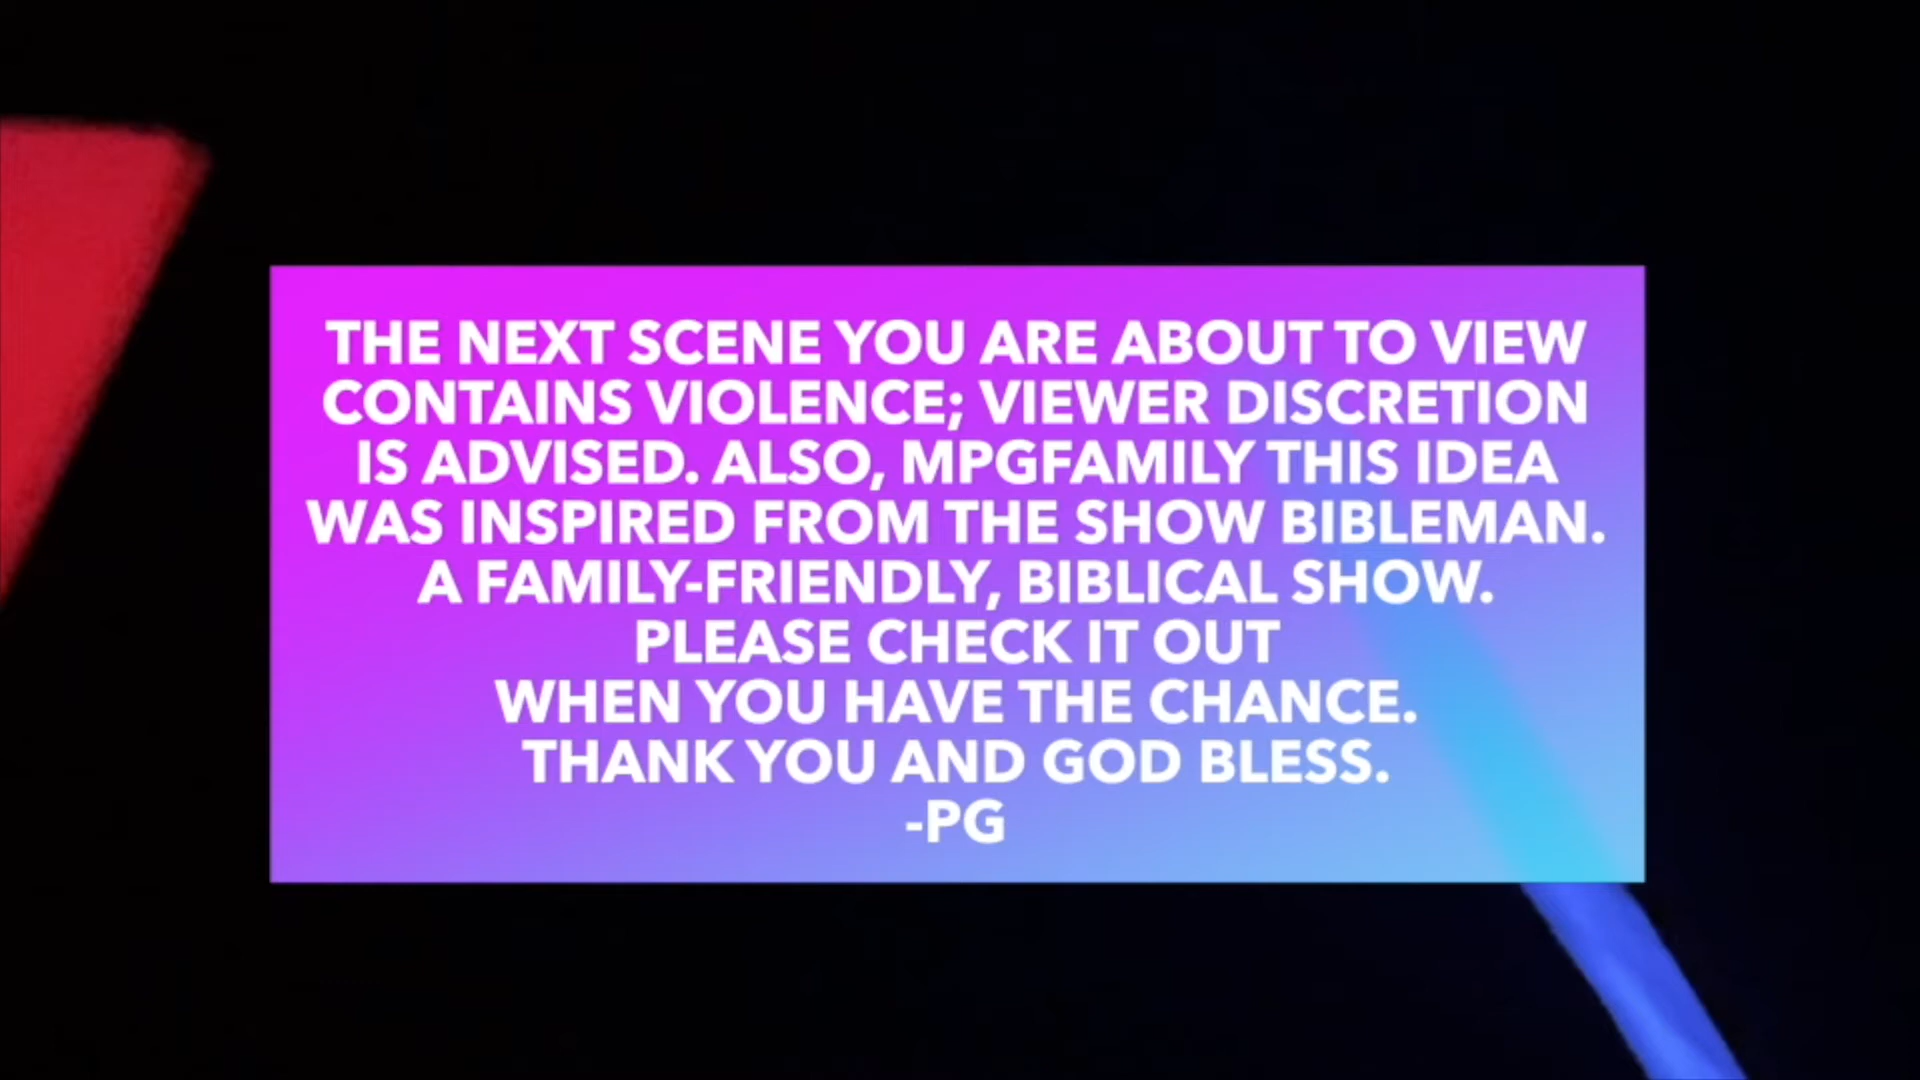 THE NEXT SCENE YOU ARE ABOUT TO VIEW
CONTAINS VIOLENCE; VIEWER DISCRETION
IS ADVISED. ALSO, MPGFAMILY THIS IDEA
WAS INSPIRED FROM THE SHOW BIBLEMAN.
A FAMILY-FRIENDLY, BIBLICAL SHOW.
PLEASE CHECK IT OUT
WHEN YOU HAVE THE CHANCE.
THANK YOU AND GOD BLESS.
-PG